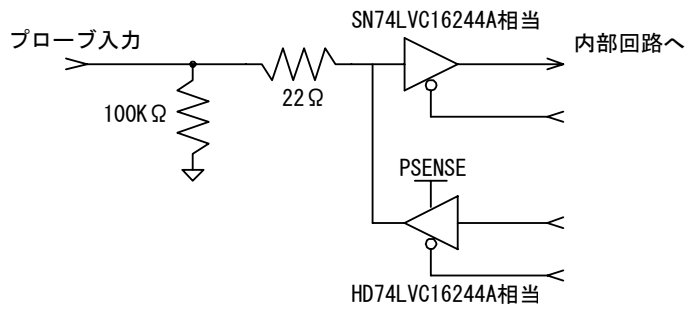 SN74LVC16244A相当
プローブ入力
内部回路へ
22Ω
100KΩ
PSENSE
HD74LVC16244A相当